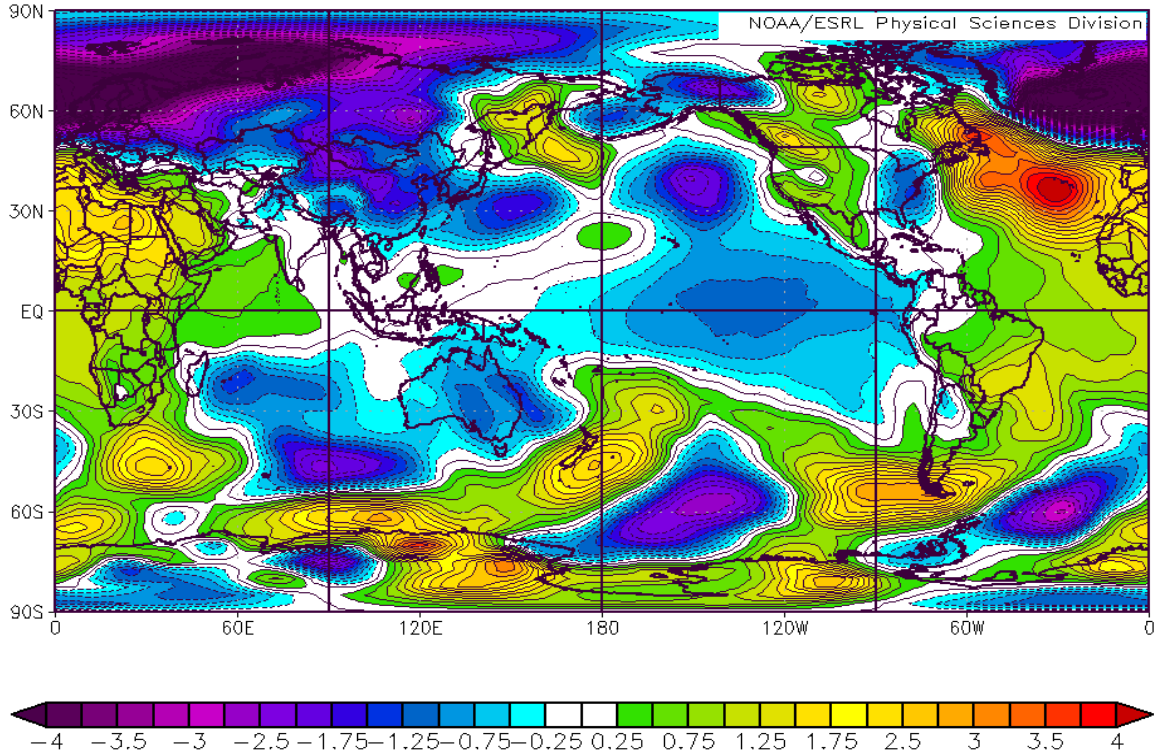 90N
NOAA/ESRL Physical Sciences Division
60N
30N
EQ
30S
60S
90S
0 60E 120E 180 120W 60W 0
−4 −3.5 −3 −2.5 −1.75 −1.25 −0.75 −0.25 0.25 0.75 1.25 1.75 2.5 3 3.5 4